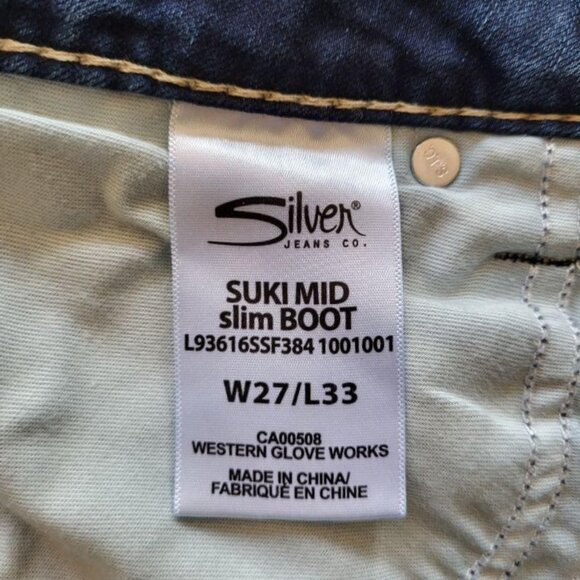 Silver®
JEANS CO.
SUKI MID
slim BOOT
L93616SSF384 1001001
W27/L33
CA00508
WESTERN GLOVE WORKS
MADE IN CHINA/
FABRIQUÉ EN CHINE